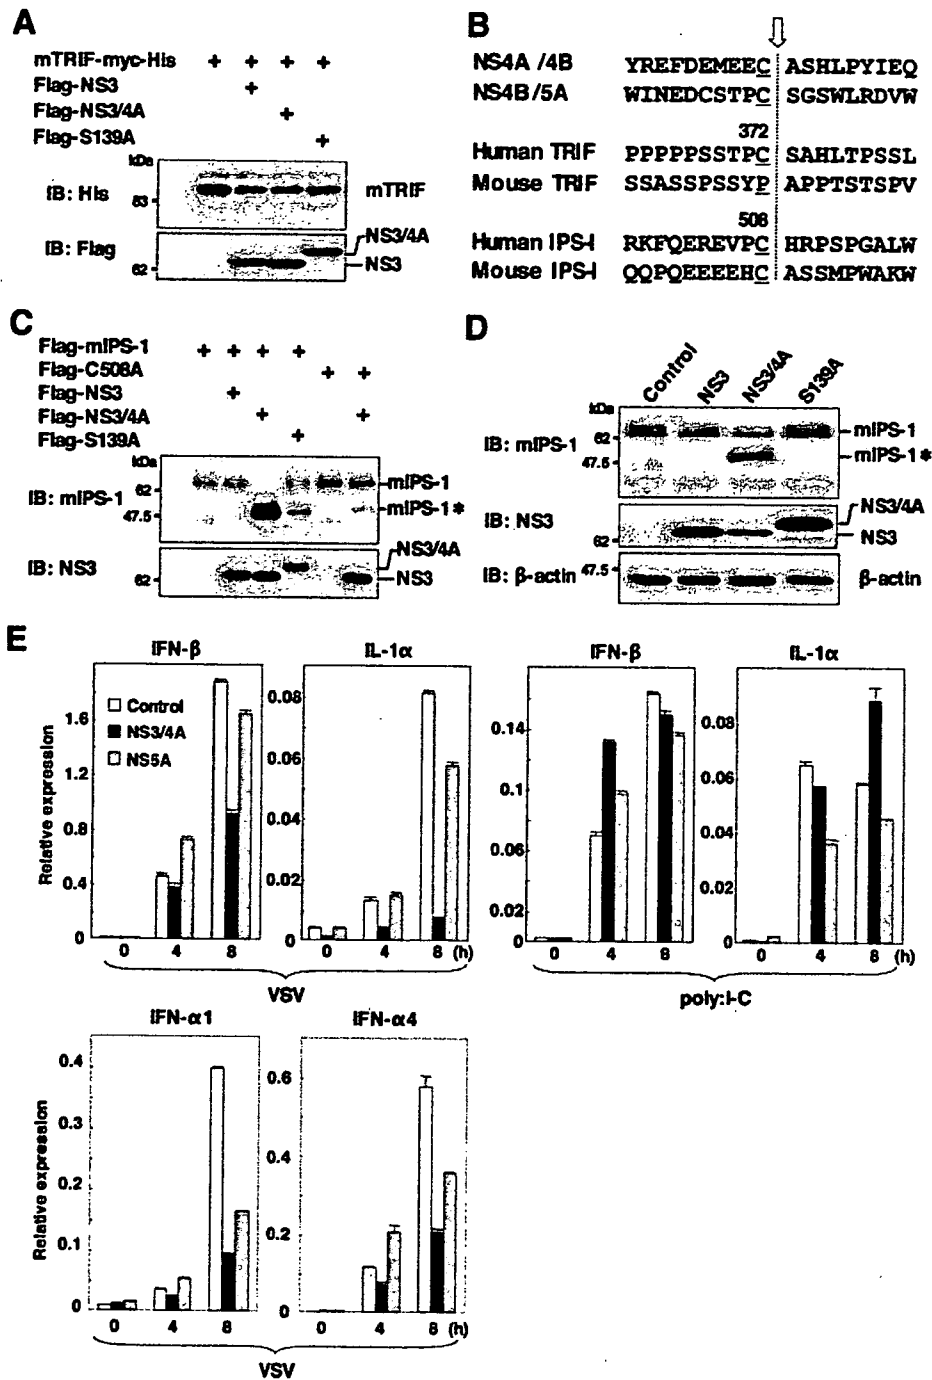 A
mTRIF-myc-His + + + +
Flag-NS3 +
Flag-NS3/4A +
Flag-S139A +
kDa
IB: His
83
mTRIF
IB: Flag
62
NS3/4A
NS3
B
NS4A /4B YREFDEMEEC ASHLPYIEQ
NS4B/5A WINEDCSTPC SGSWLRDVW
372
Human TRIF PPPPPSSTPC SAHLTPSSL
Mouse TRIF SSASSPSSYP APPTSTSPV
508
Human IPS-I RKFQEREVPC HRPSPGALW
Mouse IPS-I QQPQEEEEHC ASSMPWAKW
C
Flag-mIPS-1 + + + +
Flag-C508A + +
Flag-NS3 +
Flag-NS3/4A + +
Flag-S139A +
kDa
IB: mIPS-1
62
47.5
mIPS-1
mIPS-1*
IB: NS3
62
NS3/4A
NS3
D
Control NS3 NS3/4A S139A
kDa
IB: mIPS-1
62
47.5
mIPS-1
mIPS-1*
IB: NS3
62
NS3/4A
NS3
IB: β-actin
47.5
β-actin
E
IFN-β
Relative expression
1.6
1.2
0.8
0.4
0
Control
NS3/4A
NS5A
0 4 8
IL-1α
0.08
0.06
0.04
0.02
0
0 4 8 (h)
VSV
IFN-β
0.14
0.1
0.06
0.02
0
0 4 8
IL-1α
0.08
0.06
0.04
0.02
0
0 4 8 (h)
poly:I-C
IFN-α1
Relative expression
0.4
0.3
0.2
0.1
0
0 4 8
IFN-α4
0.6
0.4
0.2
0
0 4 8 (h)
VSV